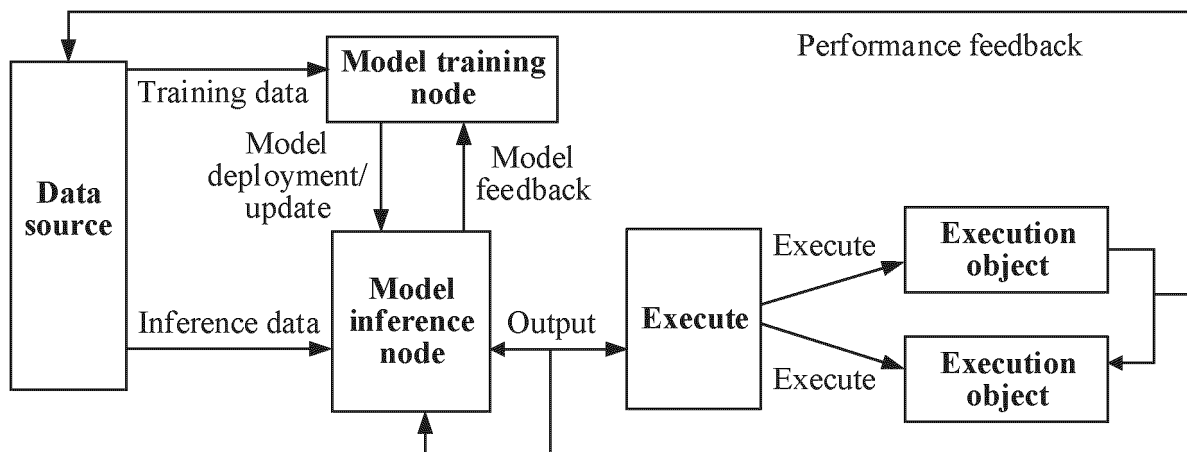 Performance feedback
Model training
node
Training data
Model
deployment/
update
Model
feedback
Data
source
Inference data
Model
inference
node
Output
Execute
Execute
Execution
object
Execute
Execution
object